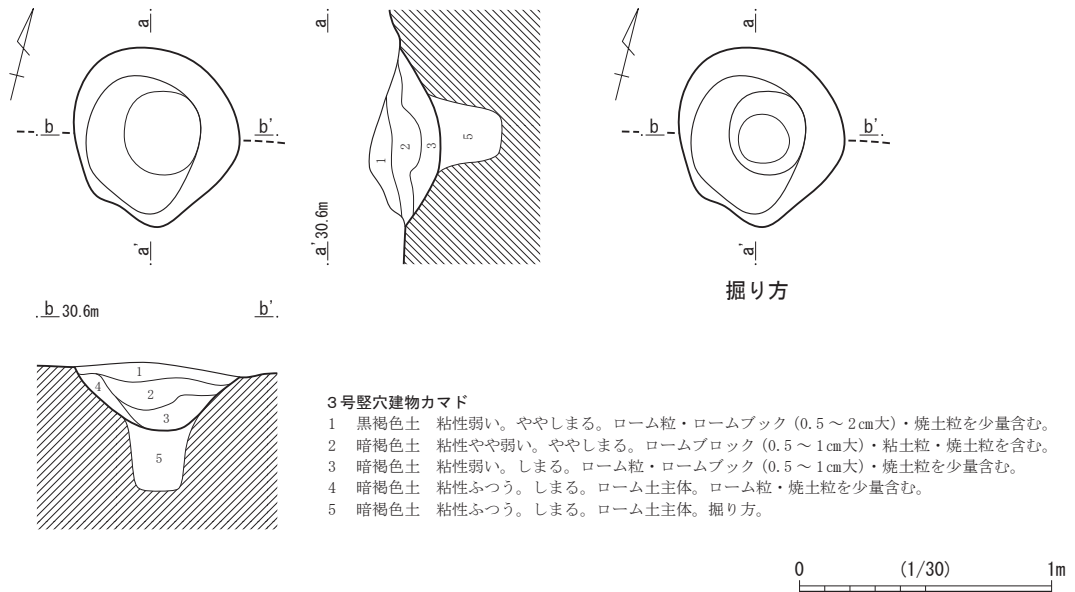 a
b
b'
a'
a
1
2
3
5
a' 30.6m
a
b
b'
a'
掘り方
b 30.6m
b'
1
4
2
3
5
3号竪穴建物カマド
1 黒褐色土 粘性弱い。ややしまる。ローム粒・ロームブック (0.5 ~ 2㎝大)・焼土粒を少量含む。
2 暗褐色土 粘性やや弱い。ややしまる。ロームブロック (0.5 ~ 1㎝大)・粘土粒・焼土粒を含む。
3 暗褐色土 粘性弱い。しまる。ローム粒・ロームブック (0.5 ~ 1㎝大)・焼土粒を少量含む。
4 暗褐色土 粘性ふつう。しまる。ローム土主体。ローム粒・焼土粒を少量含む。
5 暗褐色土 粘性ふつう。しまる。ローム土主体。掘り方。
0 (1/30) 1m